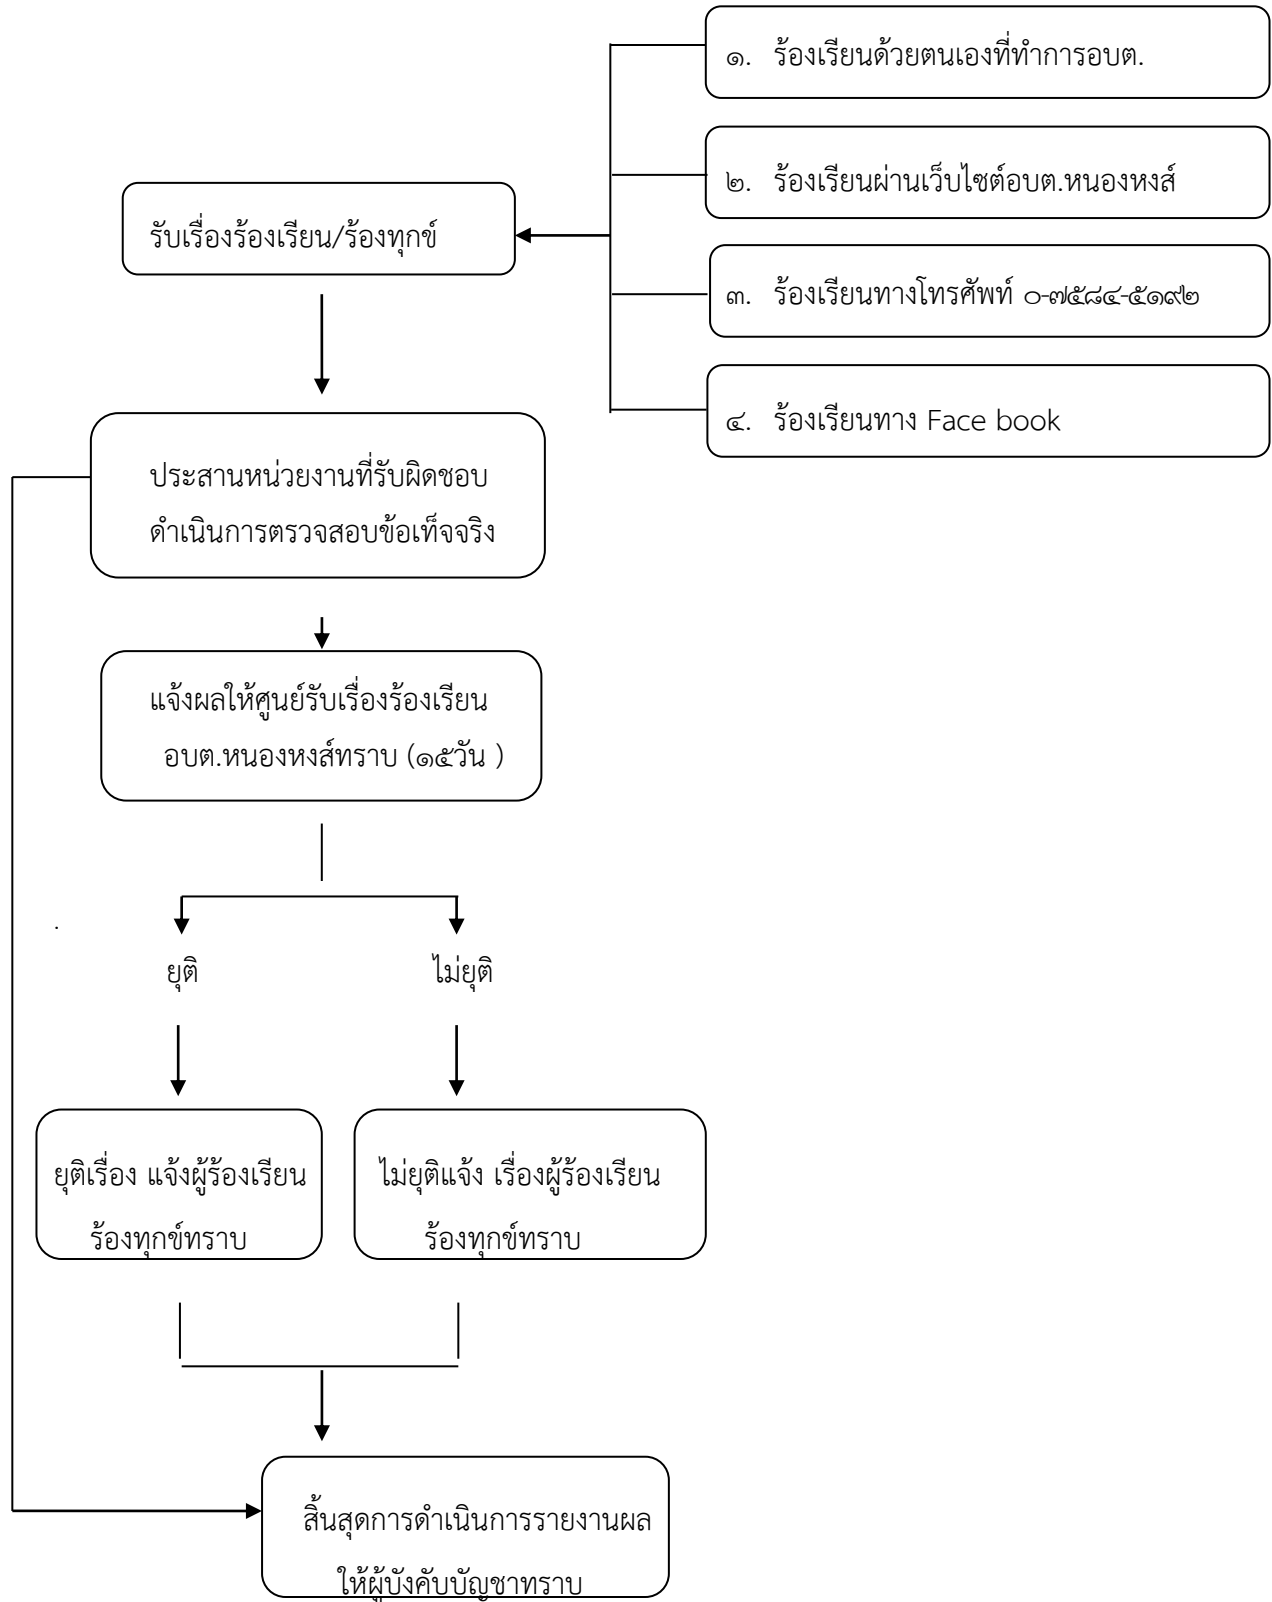 ๑. ร้องเรียนด้วยตนเองที่ทำการอบต.
๒. ร้องเรียนผ่านเว็บไซต์อบต.หนองหงส์
รับเรื่องร้องเรียน/ร้องทุกข์
๓. ร้องเรียนทางโทรศัพท์ ๐-๗๕๘๔-๕๑๙๒
๔. ร้องเรียนทาง Face book
ประสานหน่วยงานที่รับผิดชอบ
ดำเนินการตรวจสอบข้อเท็จจริง
แจ้งผลให้ศูนย์รับเรื่องร้องเรียน
อบต.หนองหงส์ทราบ (๑๕วัน )
.
ยุติ
ไม่ยุติ
ยุติเรื่อง แจ้งผู้ร้องเรียน
ร้องทุกข์ทราบ
ไม่ยุติแจ้ง เรื่องผู้ร้องเรียน
ร้องทุกข์ทราบ
สิ้นสุดการดำเนินการรายงานผล
ให้ผู้บังคับบัญชาทราบ